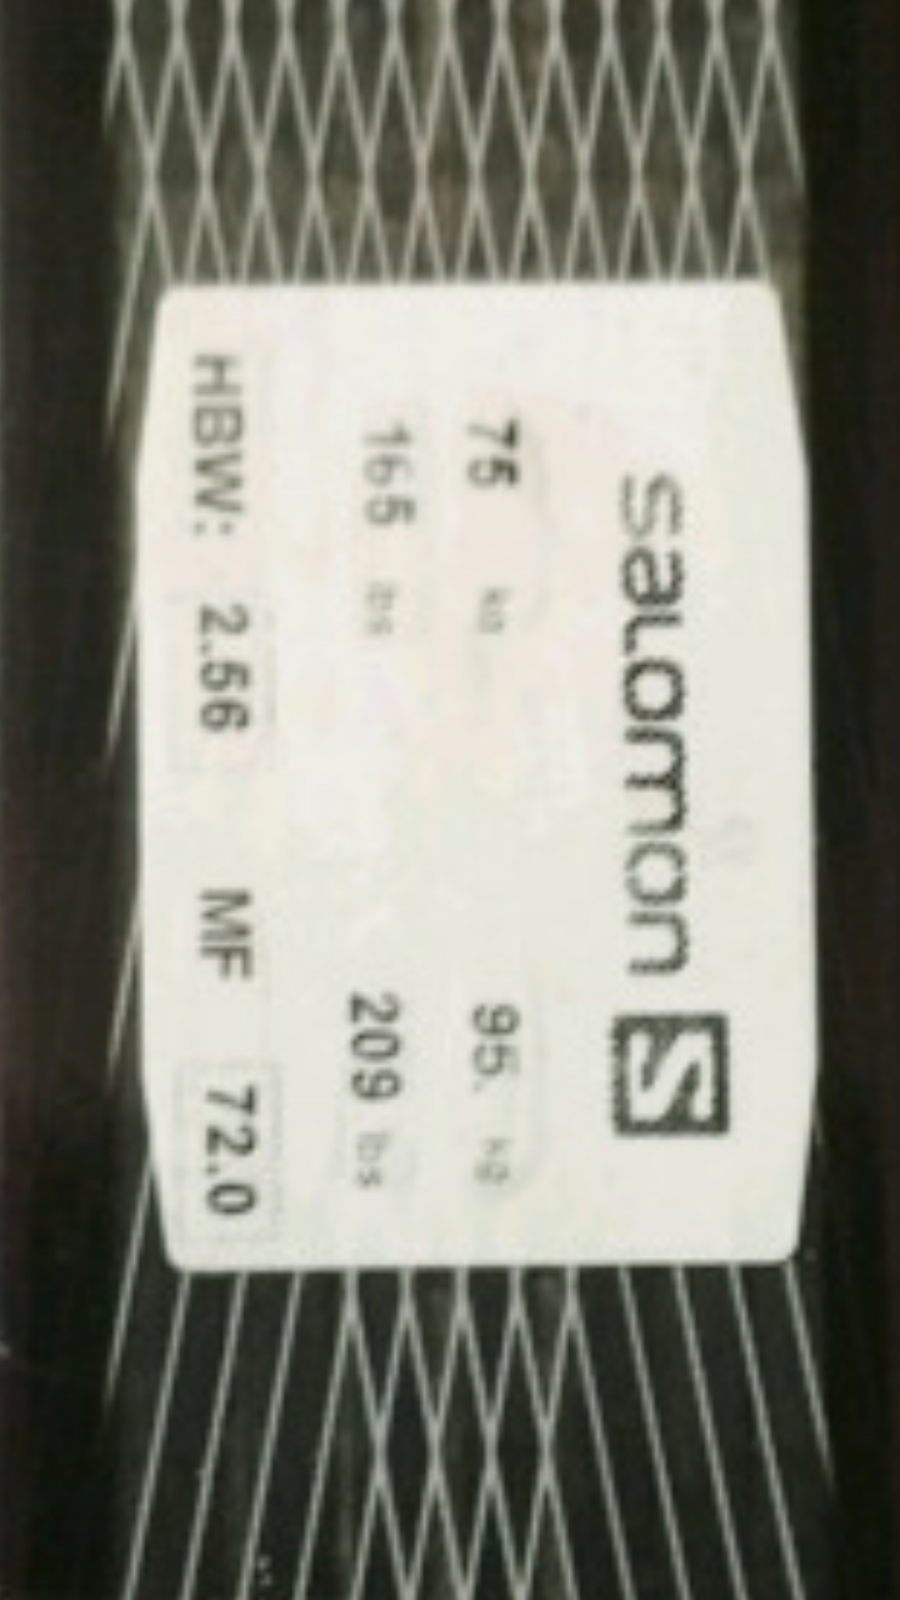 salomon S
75 kg 95. kg
165 lbs 209 lbs
HBW: 2.56 MF 72.0